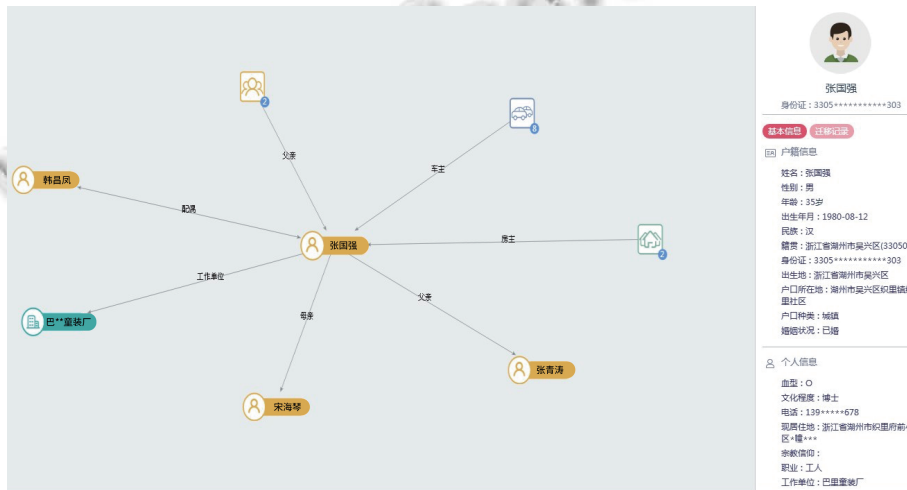 2
父亲
8
车主
韩昌凤
配偶
张国强
房主
2
工作单位
巴**童装厂
母亲
父亲
张青涛
宋海琴
张国强
身份证：3305***********303
基本信息
迁移记录
户籍信息
姓名：张国强
性别：男
年龄：35岁
出生年月：1980-08-12
民族：汉
籍贯：浙江省湖州市吴兴区(33050
身份证：3305***********303
出生地：浙江省湖州市吴兴区
户口所在地：湖州市吴兴区织里镇
里社区
户口种类：城镇
婚姻状况：已婚
个人信息
血型：O
文化程度：博士
电话：139*****678
现居住地：浙江省湖州市织里府前
区*幢***
宗教信仰：
职业：工人
工作单位：巴里童装厂